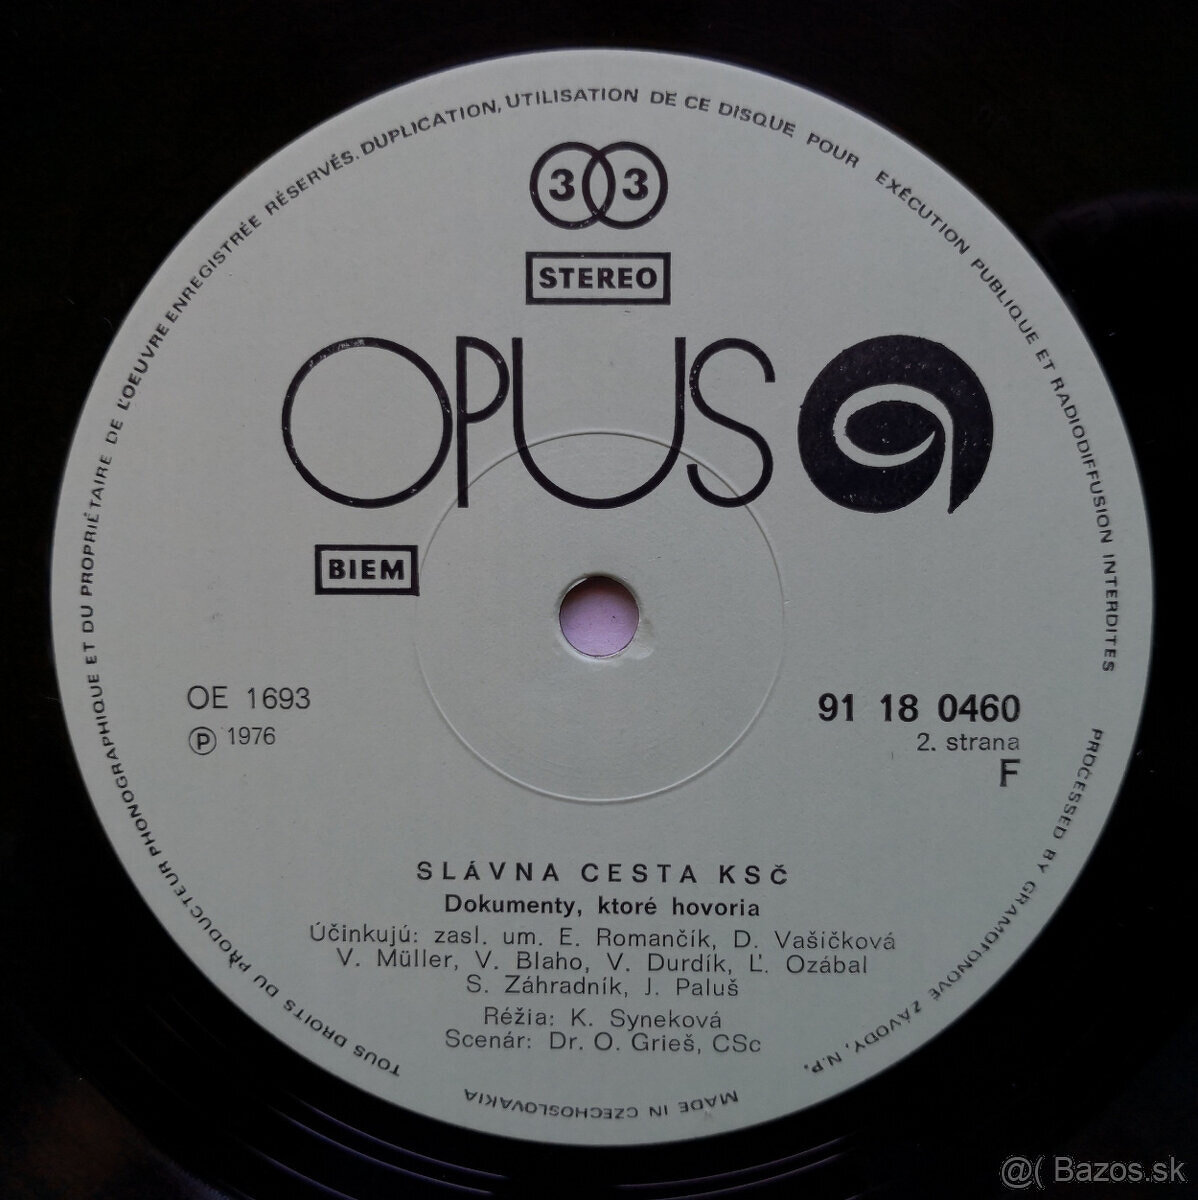 TOUS DROITS DU PRODUCTEUR PHONOGRAPHIQUE ET DU PROPRIÉTAIRE DE L'OEUVRE ENREGISTRÉE RÉSERVÉS. DUPLICATION, UTILISATION DE CE DISQUE POUR EXÉCUTION PUBLIQUE ET RADIODIFFUSION INTERDITES
33
STEREO
OPUS
BIEM
OE 1693
Ⓟ 1976
91 18 0460
2. strana
F
SLÁVNA CESTA KSČ
Dokumenty, ktoré hovoria
Účinkujú: zasl. um. E. Romančík, D. Vašičková
V. Müller, V. Blaho, V. Durdík, Ľ. Ozábal
S. Záhradník, J. Paluš
Réžia: K. Syneková
Scenár: Dr. O. Grieš, CSc
PROCESSED BY GRAMOFONOVÉ ZÁVODY, N.P.
MADE IN CZECHOSLOVAKIA
@( Bazos.sk